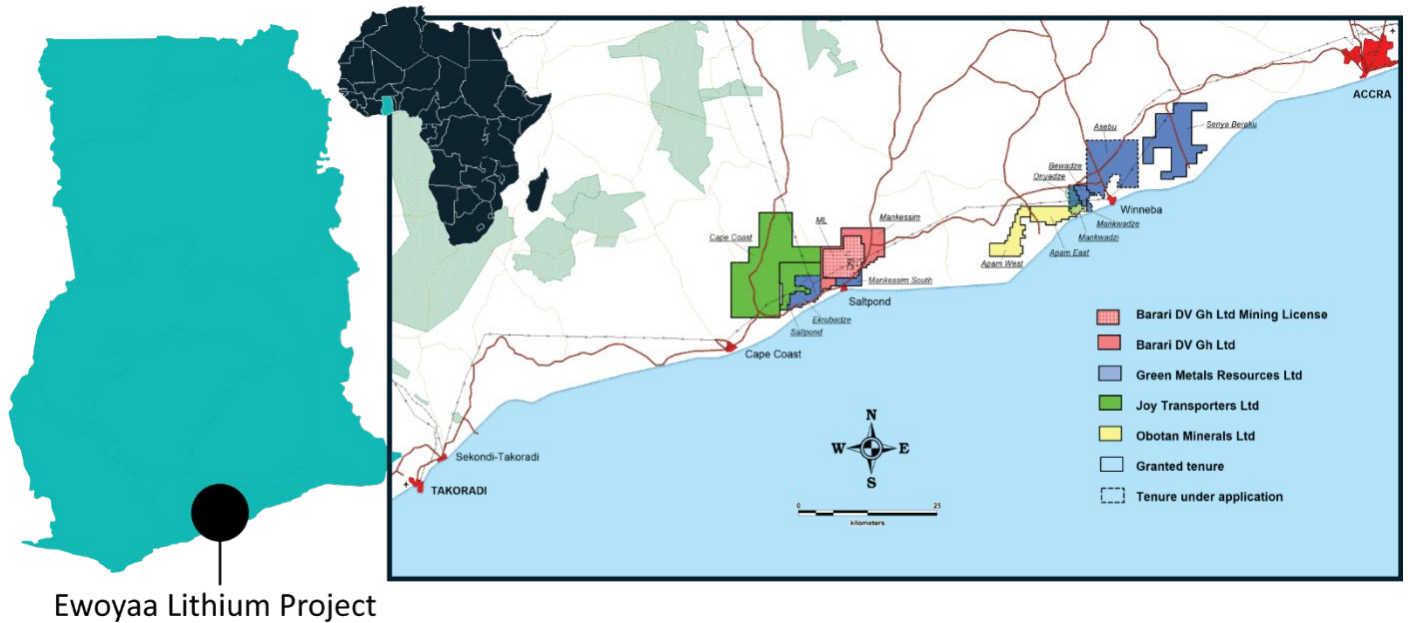 ACCRA
Senya Beraku
Asebu
Bewadze
Onyadze
Winneba
Mankwadze
Mankwadzi
Apam East
Apam West
ML
Mankessim
Cape Coast
Mankessim South
Saltpond
Ekrubadze
Saltpond
Cape Coast
Sekondi-Takoradi
TAKORADI
Barari DV Gh Ltd Mining License
Barari DV Gh Ltd
Green Metals Resources Ltd
Joy Transporters Ltd
Obotan Minerals Ltd
Granted tenure
Tenure under application
N
W E
S
0 25
kilometers
Ewoyaa Lithium Project